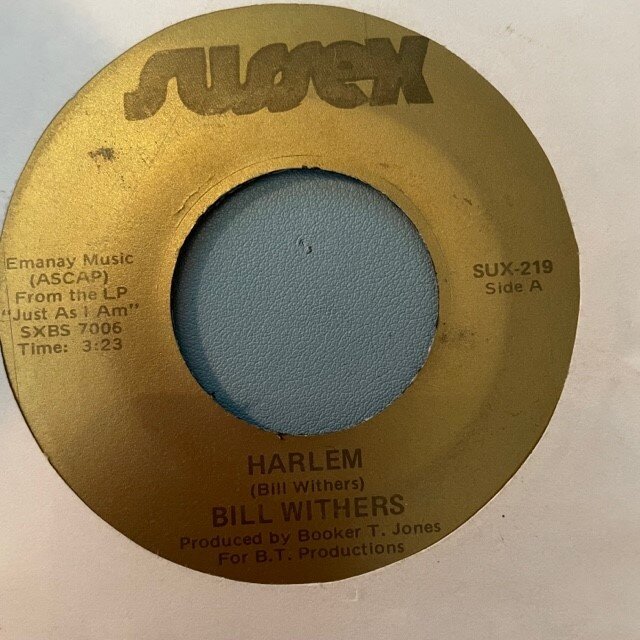 sussex
Emanay Music
(ASCAP)
From the LP
"Just As I Am"
SXBS 7006
Time: 3:23
SUX-219
Side A
HARLEM
(Bill Withers)
BILL WITHERS
Produced by Booker T. Jones
For B.T. Productions